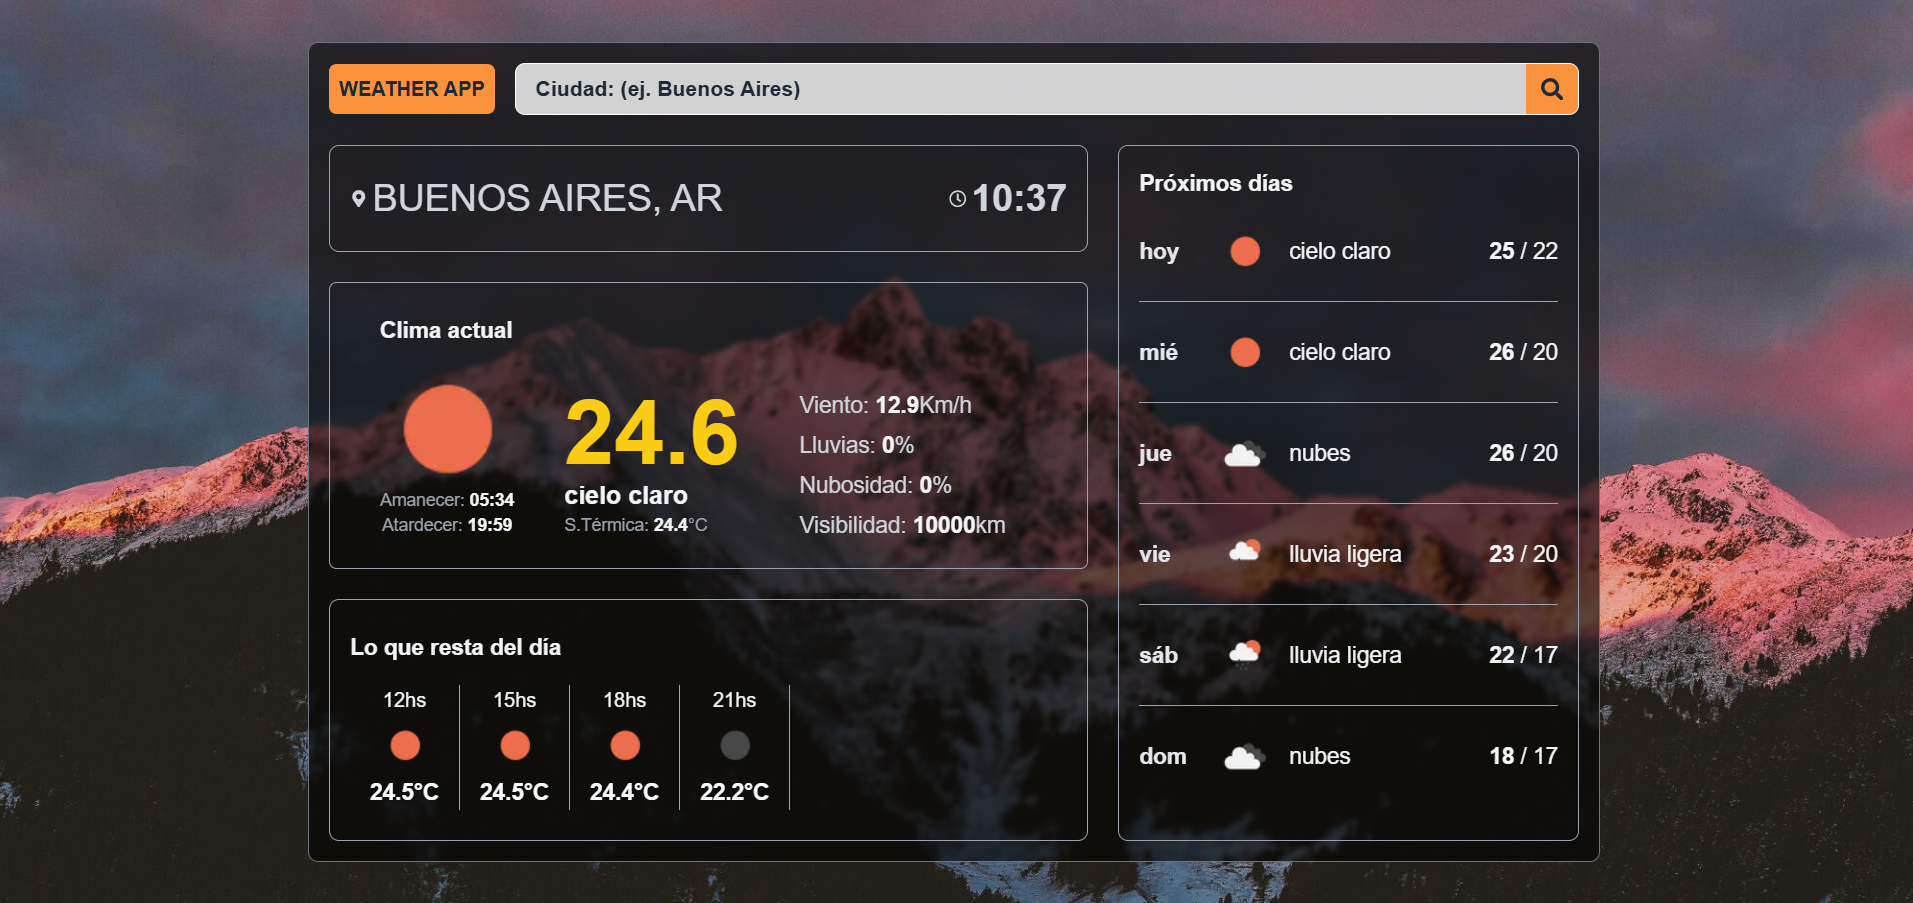 WEATHER APP
Ciudad: (ej. Buenos Aires)
BUENOS AIRES, AR
10:37
Clima actual
Amanecer: 05:34
Atardecer: 19:59
24.6
cielo claro
S.Térmica: 24.4°C
Viento: 12.9Km/h
Lluvias: 0%
Nubosidad: 0%
Visibilidad: 10000km
Lo que resta del día
12hs
24.5°C
15hs
24.5°C
18hs
24.4°C
21hs
22.2°C
Próximos días
hoy cielo claro 25 / 22
mié cielo claro 26 / 20
jue nubes 26 / 20
vie lluvia ligera 23 / 20
sáb lluvia ligera 22 / 17
dom nubes 18 / 17